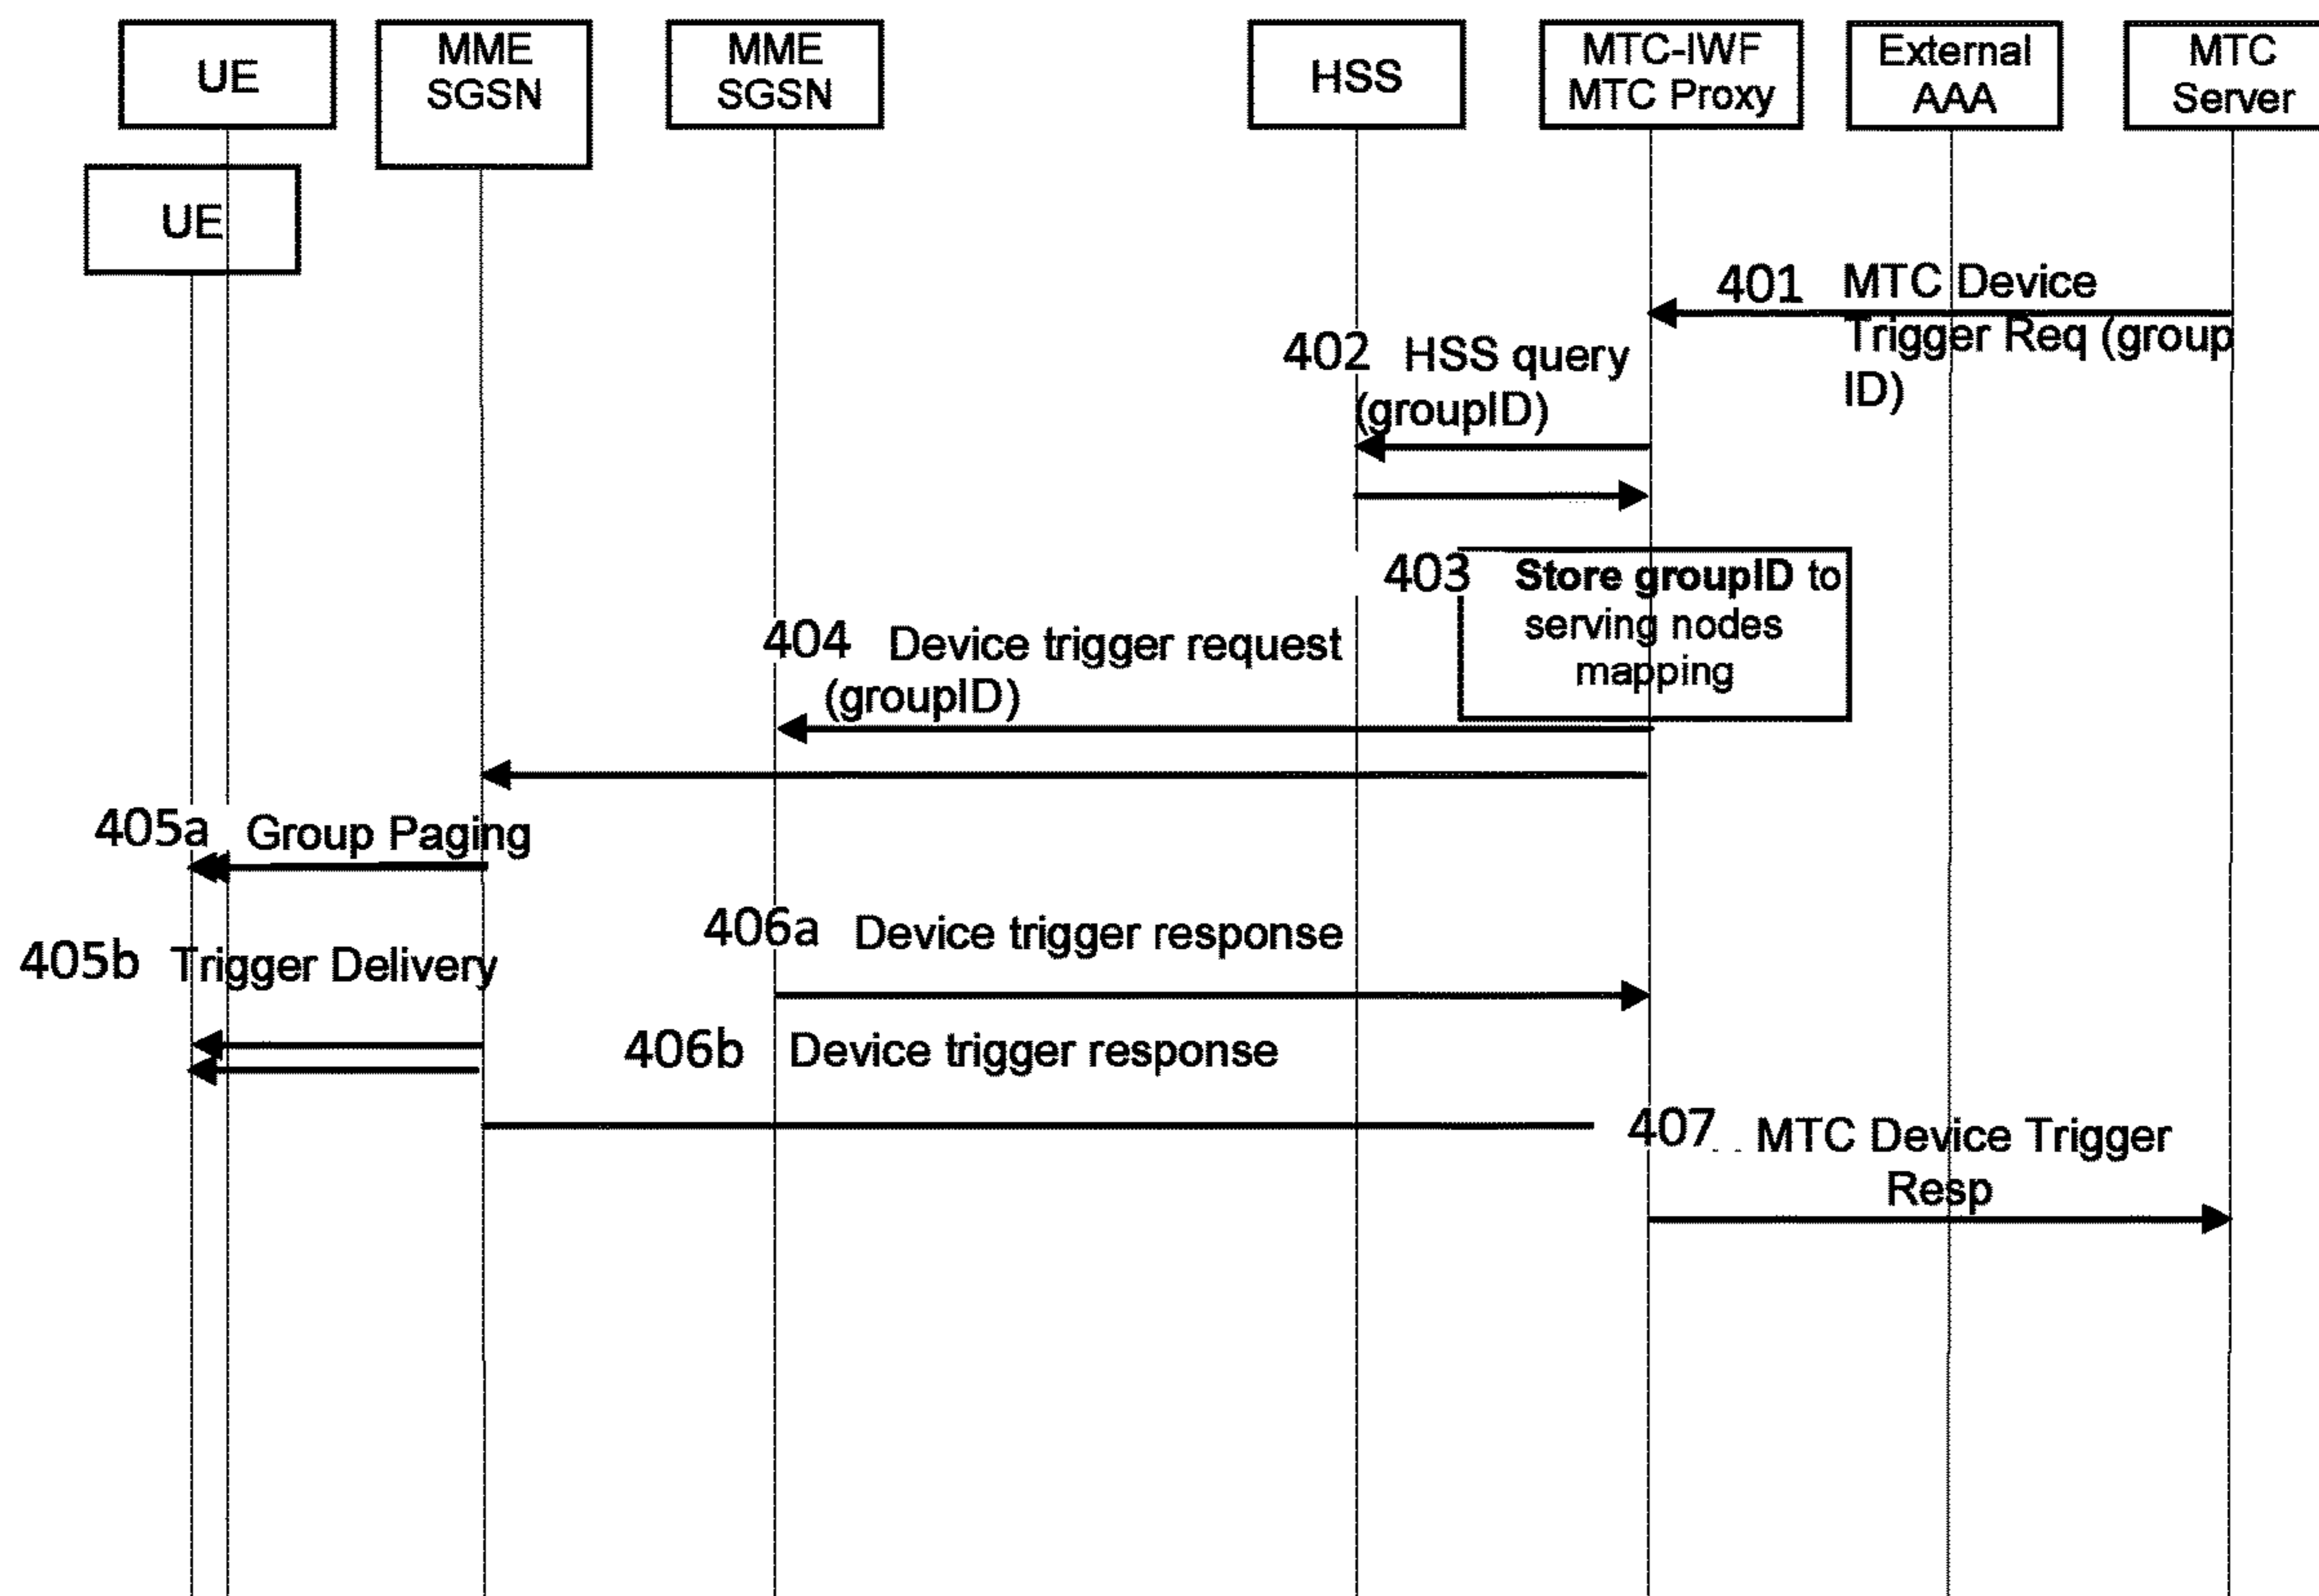 UE
MME
SGSN
MME
SGSN
HSS
MTC-IWF
MTC Proxy
External
AAA
MTC
Server
UE
401 MTC Device
Trigger Req (group
ID)
402 HSS query
(groupID)
403 Store groupID to
serving nodes
mapping
404 Device trigger request
(groupID)
405a Group Paging
406a Device trigger response
405b Trigger Delivery
406b Device trigger response
407 MTC Device Trigger
Resp